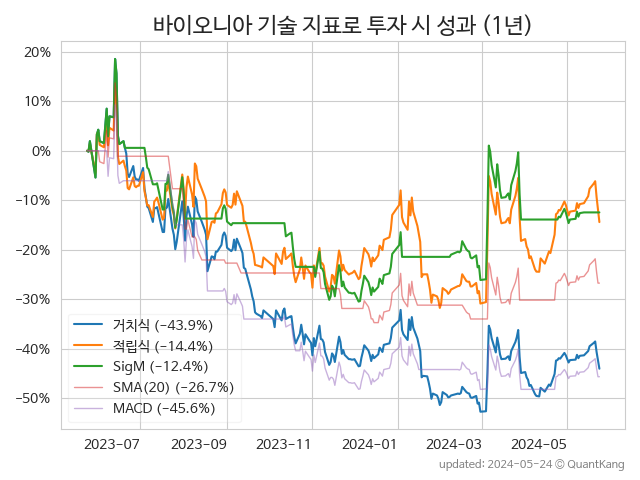 바이오니아 기술 지표로 투자 시 성과 (1년)
20%
10%
0%
−10%
−20%
−30%
−40%
−50%
거치식 (−43.9%)
적립식 (−14.4%)
SigM (−12.4%)
SMA(20) (−26.7%)
MACD (−45.6%)
2023-07 2023-09 2023-11 2024-01 2024-03 2024-05
updated: 2024-05-24 © QuantKang